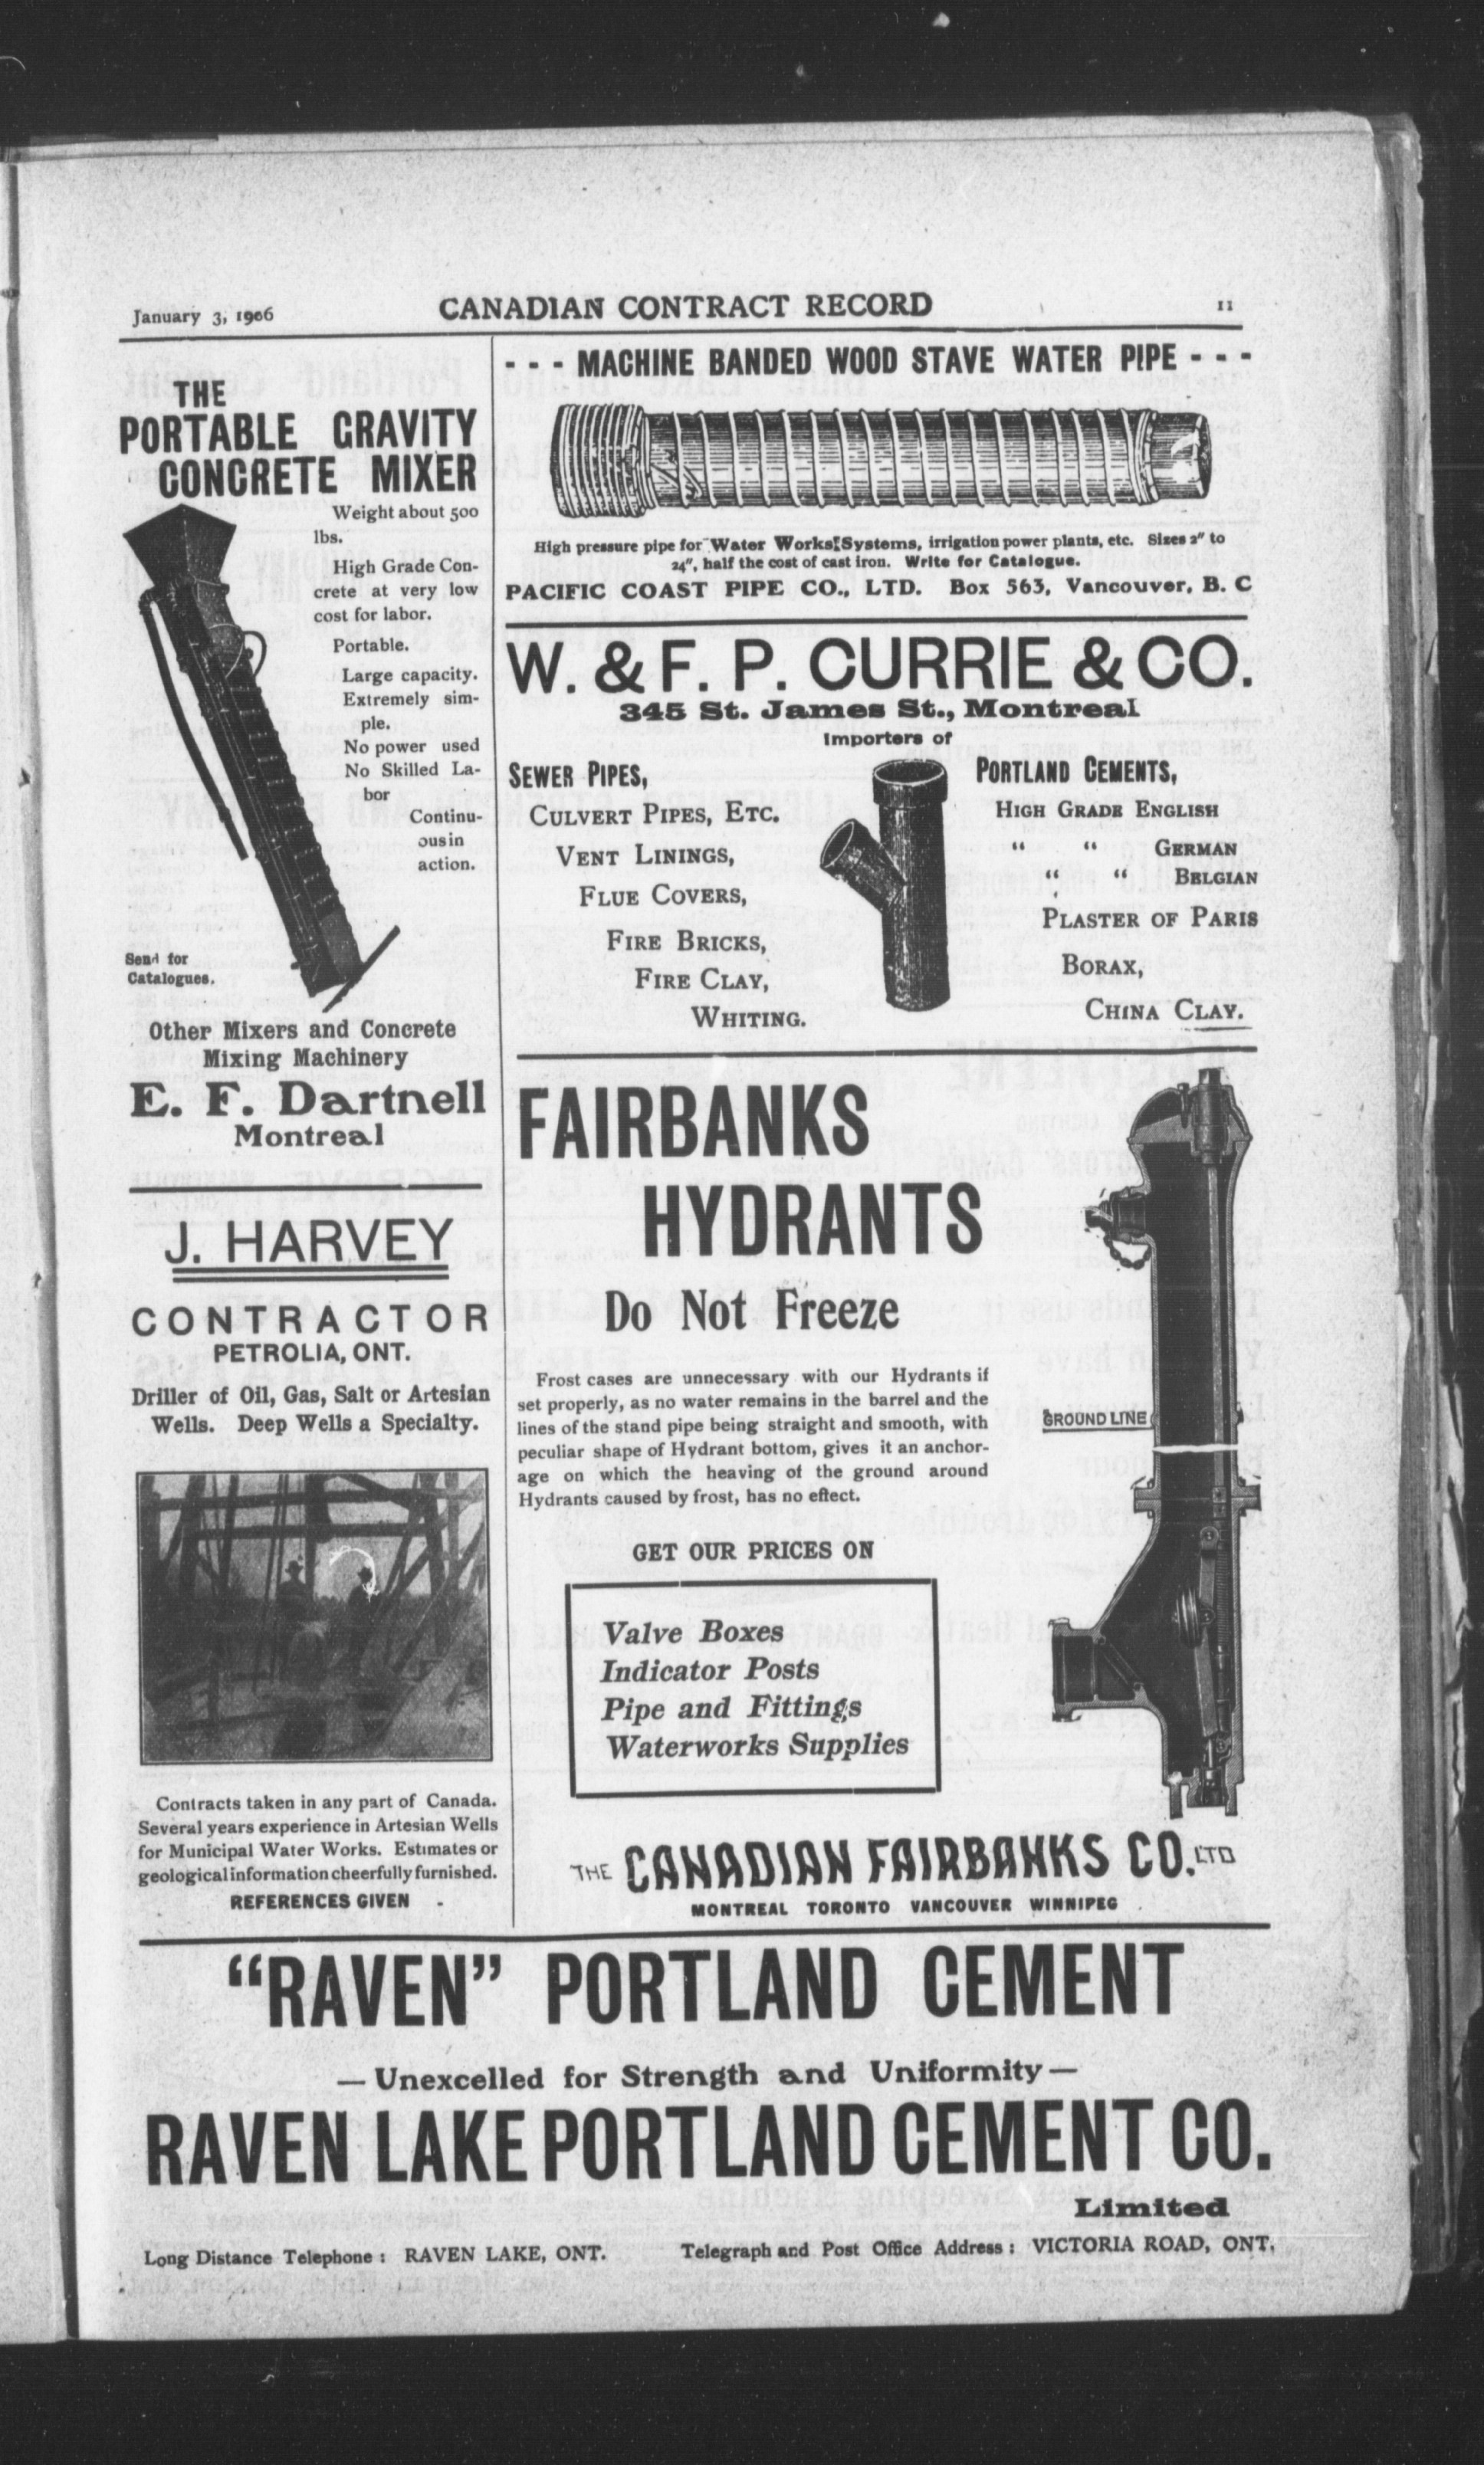 January 3, 1906
CANADIAN CONTRACT RECORD
11
THE
PORTABLE GRAVITY
CONCRETE MIXER
Weight about 500
lbs.
High Grade Con-
crete at very low
cost for labor.
Portable.
Large capacity.
Extremely sim-
ple.
No power used
No Skilled La-
bor
Continu-
ous in
action.
Send for
Catalogues.
Other Mixers and Concrete
Mixing Machinery
E. F. Dartnell
Montreal
J. HARVEY
CONTRACTOR
PETROLIA, ONT.
Driller of Oil, Gas, Salt or Artesian
Wells. Deep Wells a Specialty.
Contracts taken in any part of Canada.
Several years experience in Artesian Wells
for Municipal Water Works. Estimates or
geological information cheerfully furnished.
REFERENCES GIVEN -
- - - MACHINE BANDED WOOD STAVE WATER PIPE - - -
High pressure pipe for Water Works Systems, irrigation power plants, etc. Sizes 2" to
24", half the cost of cast iron. Write for Catalogue.
PACIFIC COAST PIPE CO., LTD. Box 563, Vancouver, B. C
W. & F. P. CURRIE & CO.
345 St. James St., Montreal
Importers of
SEWER PIPES,
CULVERT PIPES, ETC.
VENT LININGS,
FLUE COVERS,
FIRE BRICKS,
FIRE CLAY,
WHITING.
PORTLAND CEMENTS,
HIGH GRADE ENGLISH
" " GERMAN
" " BELGIAN
PLASTER OF PARIS
BORAX,
CHINA CLAY.
FAIRBANKS
HYDRANTS
Do Not Freeze
Frost cases are unnecessary with our Hydrants if
set properly, as no water remains in the barrel and the
lines of the stand pipe being straight and smooth, with
peculiar shape of Hydrant bottom, gives it an anchor-
age on which the heaving of the ground around
Hydrants caused by frost, has no effect.
GROUND LINE
GET OUR PRICES ON
Valve Boxes
Indicator Posts
Pipe and Fittings
Waterworks Supplies
THE CANADIAN FAIRBANKS CO. LTD
MONTREAL TORONTO VANCOUVER WINNIPEG
"RAVEN" PORTLAND CEMENT
— Unexcelled for Strength and Uniformity —
RAVEN LAKE PORTLAND CEMENT CO.
Limited
Long Distance Telephone : RAVEN LAKE, ONT.
Telegraph and Post Office Address : VICTORIA ROAD, ONT.